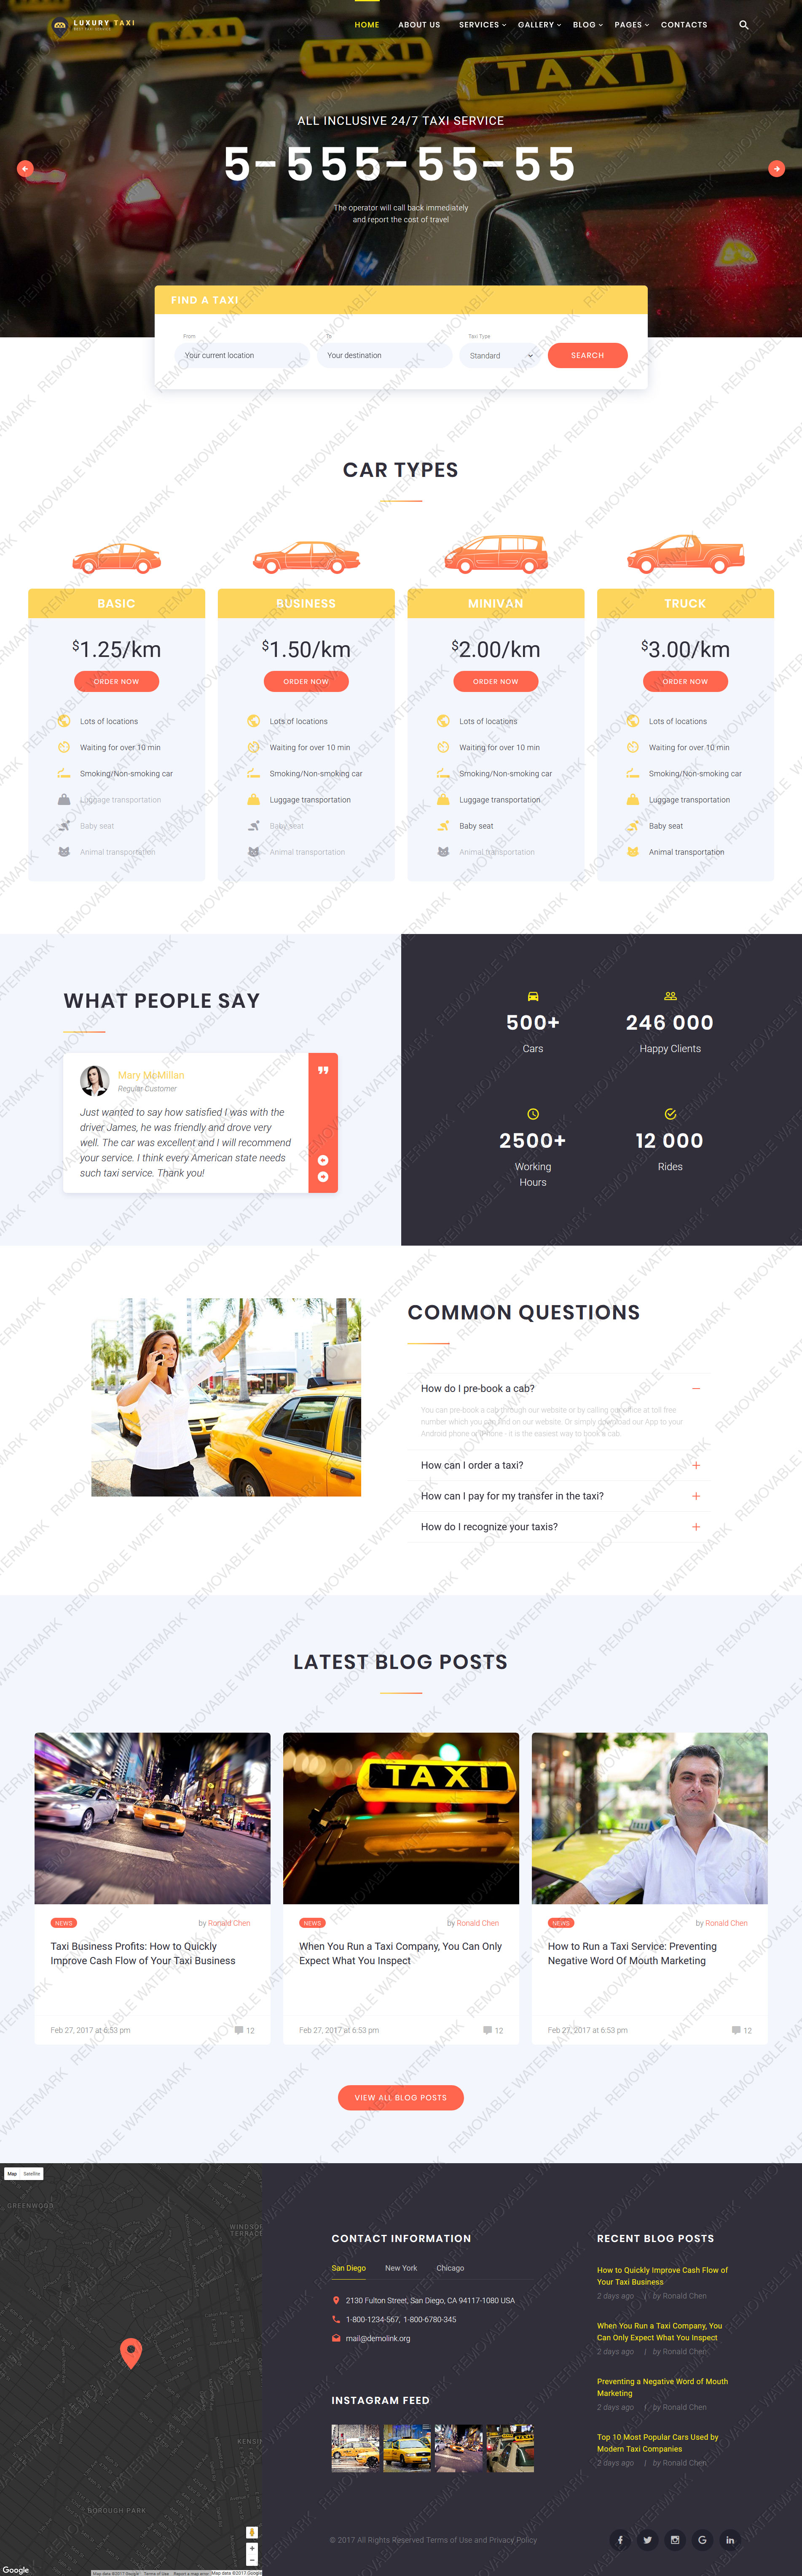 LUXURY TAXI
BEST TAXI SERVICE
HOME ABOUT US SERVICES GALLERY BLOG PAGES CONTACTS
ALL INCLUSIVE 24/7 TAXI SERVICE
5-555-55-55
The operator will call back immediately
and report the cost of travel
FIND A TAXI
From To Taxi Type
Your current location Your destination Standard SEARCH
CAR TYPES
BASIC
$1.25/km
ORDER NOW
Lots of locations
Waiting for over 10 min
Smoking/Non-smoking car
Luggage transportation
Baby seat
Animal transportation
BUSINESS
$1.50/km
ORDER NOW
Lots of locations
Waiting for over 10 min
Smoking/Non-smoking car
Luggage transportation
Baby seat
Animal transportation
MINIVAN
$2.00/km
ORDER NOW
Lots of locations
Waiting for over 10 min
Smoking/Non-smoking car
Luggage transportation
Baby seat
Animal transportation
TRUCK
$3.00/km
ORDER NOW
Lots of locations
Waiting for over 10 min
Smoking/Non-smoking car
Luggage transportation
Baby seat
Animal transportation
WHAT PEOPLE SAY
Mary McMillan
Regular Customer
Just wanted to say how satisfied I was with the
driver James, he was friendly and drove very
well. The car was excellent and I will recommend
your service. I think every American state needs
such taxi service. Thank you!
500+
Cars
246 000
Happy Clients
2500+
Working
Hours
12 000
Rides
COMMON QUESTIONS
How do I pre-book a cab?
You can pre-book a cab through our website or by calling our office at toll free
number which you can find on our website. Or simply download our App to your
Android phone or iPhone - it is the easiest way to book a cab.
How can I order a taxi?
How can I pay for my transfer in the taxi?
How do I recognize your taxis?
LATEST BLOG POSTS
TAXI
NEWS by Ronald Chen
Taxi Business Profits: How to Quickly
Improve Cash Flow of Your Taxi Business
Feb 27, 2017 at 6:53 pm 12
NEWS by Ronald Chen
When You Run a Taxi Company, You Can Only
Expect What You Inspect
Feb 27, 2017 at 6:53 pm 12
NEWS by Ronald Chen
How to Run a Taxi Service: Preventing
Negative Word Of Mouth Marketing
Feb 27, 2017 at 6:53 pm 12
VIEW ALL BLOG POSTS
Map Satellite
GREENWOOD
BOROUGH PARK
Google
Map data ©2017 Google Terms of Use Report a map error Map data ©2017 Google
CONTACT INFORMATION
San Diego New York Chicago
2130 Fulton Street, San Diego, CA 94117-1080 USA
1-800-1234-567, 1-800-6780-345
mail@demolink.org
INSTAGRAM FEED
RECENT BLOG POSTS
How to Quickly Improve Cash Flow of
Your Taxi Business
2 days ago | by Ronald Chen
When You Run a Taxi Company, You
Can Only Expect What You Inspect
2 days ago | by Ronald Chen
Preventing a Negative Word of Mouth
Marketing
2 days ago | by Ronald Chen
Top 10 Most Popular Cars Used by
Modern Taxi Companies
2 days ago | by Ronald Chen
© 2017 All Rights Reserved Terms of Use and Privacy Policy
REMOVABLE WATERMARK